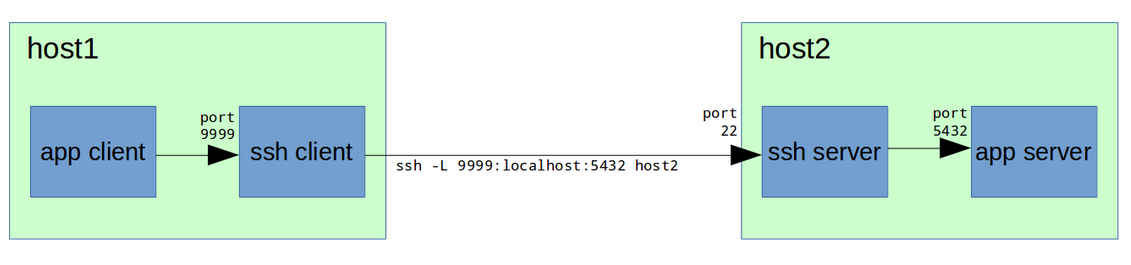 host1
host2
port
9999
app client
ssh client
ssh -L 9999:localhost:5432 host2
port
22
ssh server
port
5432
app server